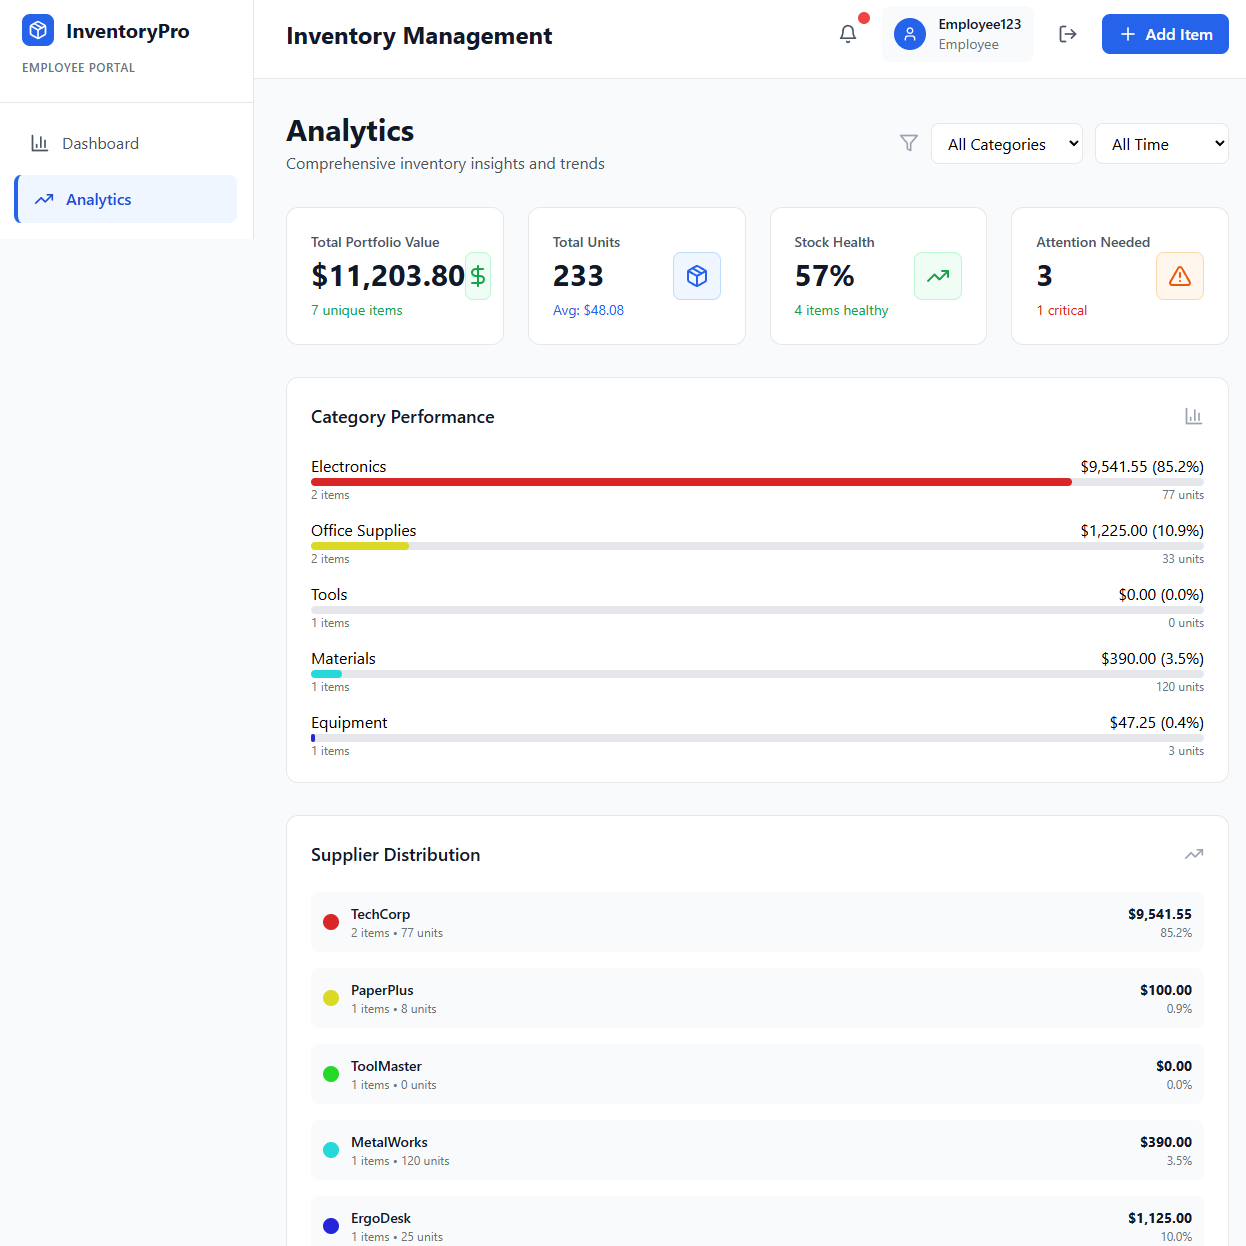 InventoryPro
EMPLOYEE PORTAL
Dashboard
Analytics
Inventory Management
Employee123
Employee
Add Item
Analytics
Comprehensive inventory insights and trends
All Categories
All Time
Total Portfolio Value
$11,203.80
7 unique items
Total Units
233
Avg: $48.08
Stock Health
57%
4 items healthy
Attention Needed
3
1 critical
Category Performance
Electronics $9,541.55 (85.2%)
2 items 77 units
Office Supplies $1,225.00 (10.9%)
2 items 33 units
Tools $0.00 (0.0%)
1 items 0 units
Materials $390.00 (3.5%)
1 items 120 units
Equipment $47.25 (0.4%)
1 items 3 units
Supplier Distribution
TechCorp $9,541.55
2 items • 77 units 85.2%
PaperPlus $100.00
1 items • 8 units 0.9%
ToolMaster $0.00
1 items • 0 units 0.0%
MetalWorks $390.00
1 items • 120 units 3.5%
ErgoDesk $1,125.00
1 items • 25 units 10.0%